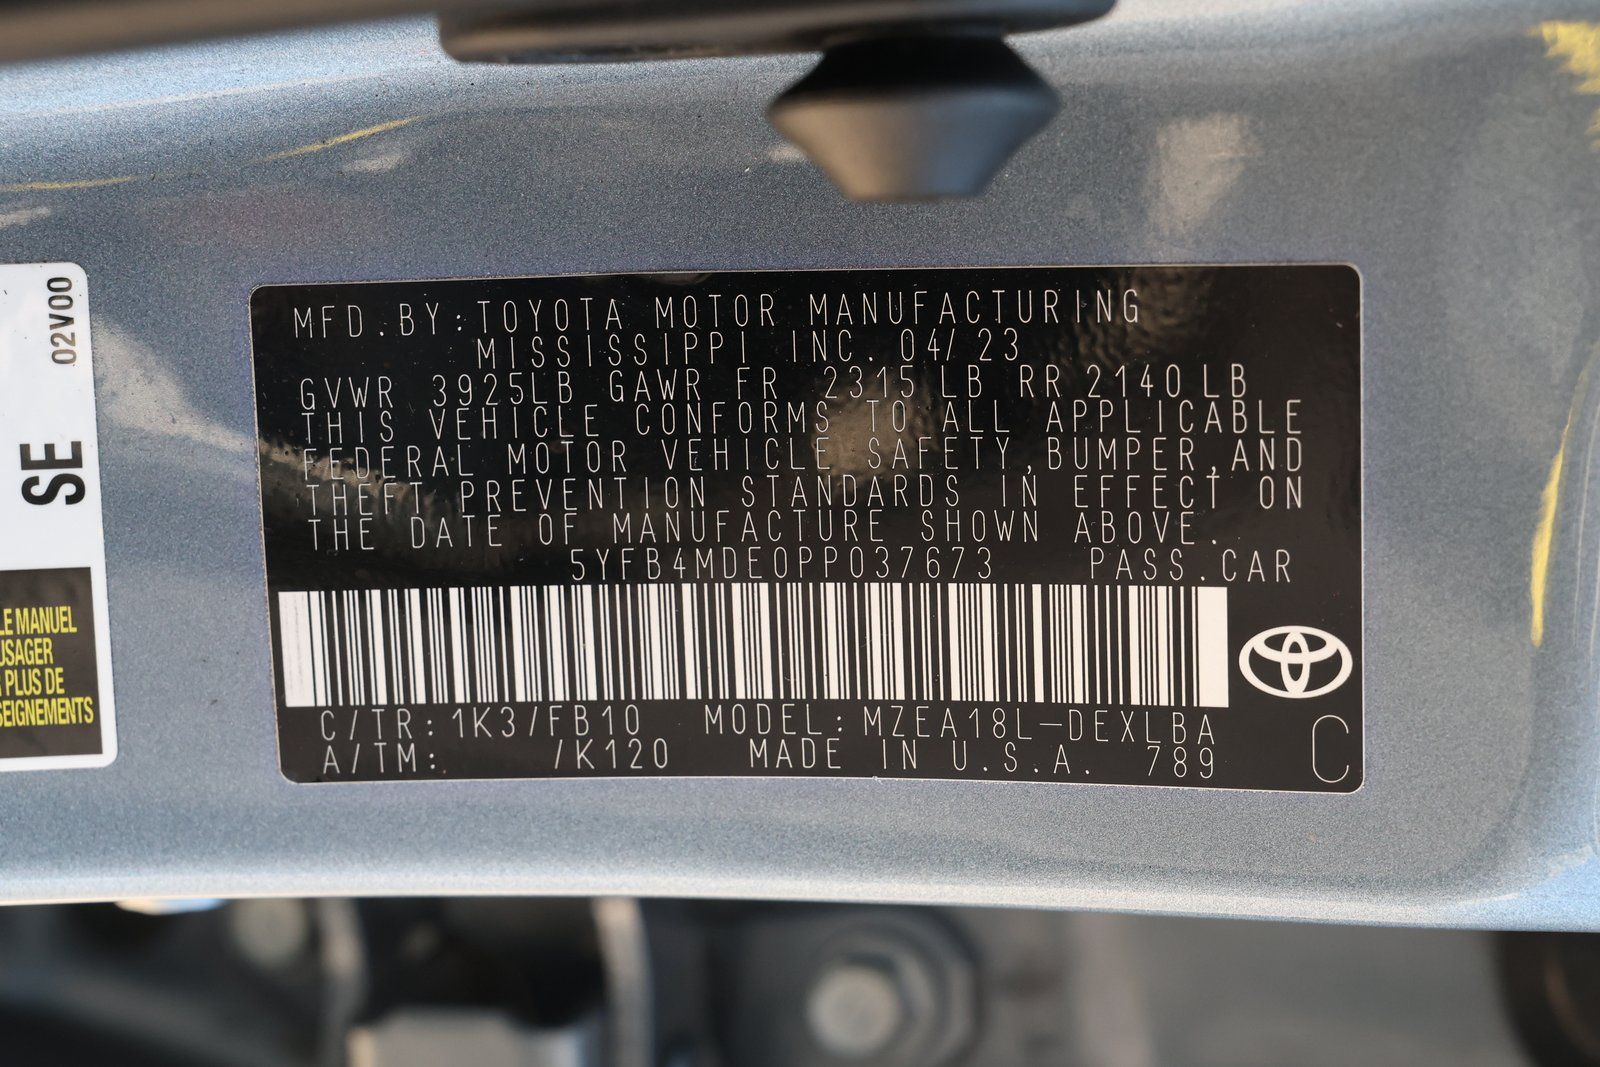 02V00
SE
LE MANUEL
USAGER
PLUS DE
SEIGNEMENTS
MFD.BY:TOYOTA MOTOR MANUFACTURING
MISSISSIPPI INC. 04/23
GVWR 3925LB GAWR FR 2315LB RR 2140LB
THIS VEHICLE CONFORMS TO ALL APPLICABLE
FEDERAL MOTOR VEHICLE SAFETY,BUMPER,AND
THEFT PREVENTION STANDARDS IN EFFECT ON
THE DATE OF MANUFACTURE SHOWN ABOVE.
5YFB4MDE0PP037673 PASS.CAR
C/TR:1K3/FB10 MODEL:MZEA18L-DEXLBA
A/TM: /K120 MADE IN U.S.A. 789
C